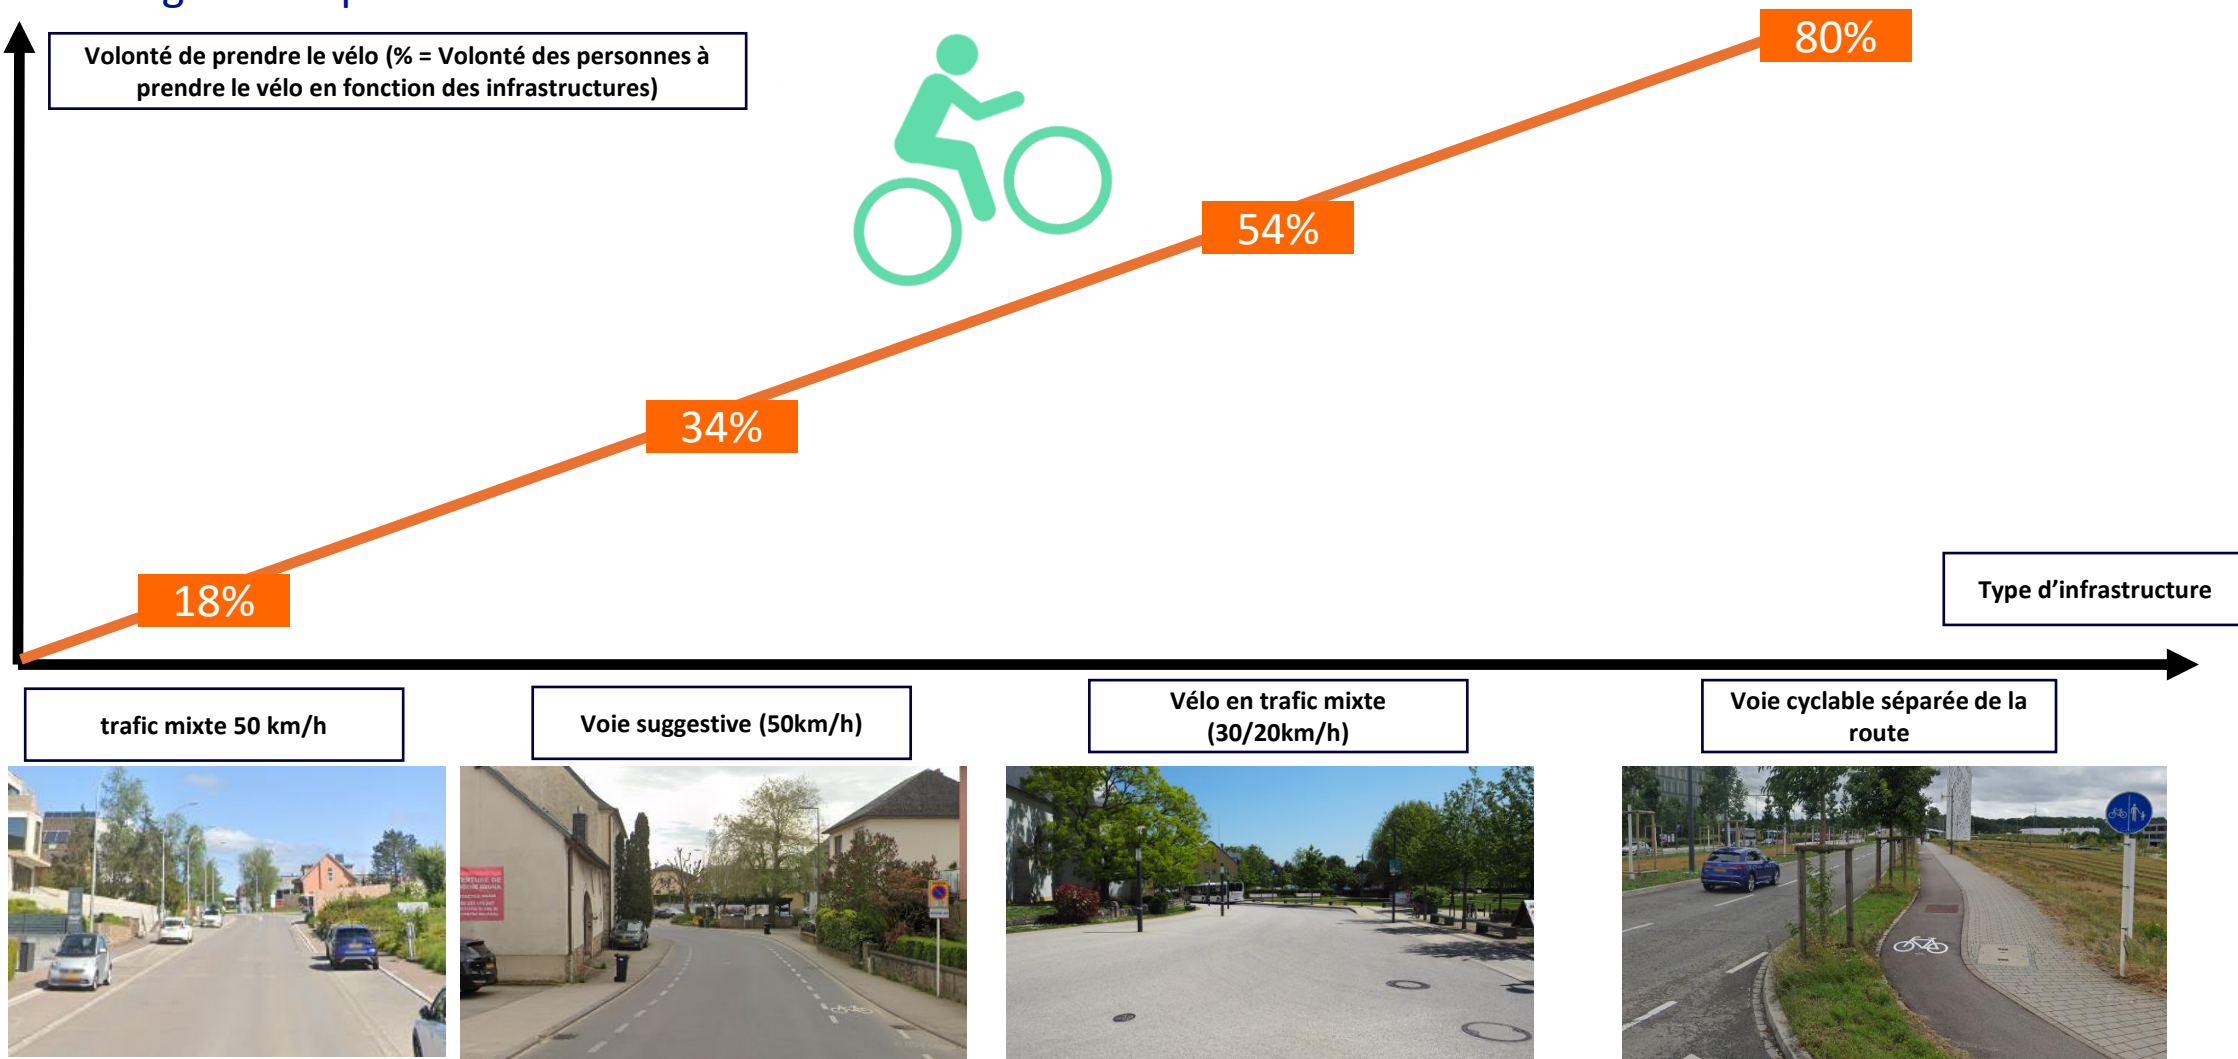 Volonté de prendre le vélo (% = Volonté des personnes à
prendre le vélo en fonction des infrastructures)
80%
54%
34%
18%
Type d'infrastructure
trafic mixte 50 km/h
Voie suggestive (50km/h)
Vélo en trafic mixte
(30/20km/h)
Voie cyclable séparée de la
route